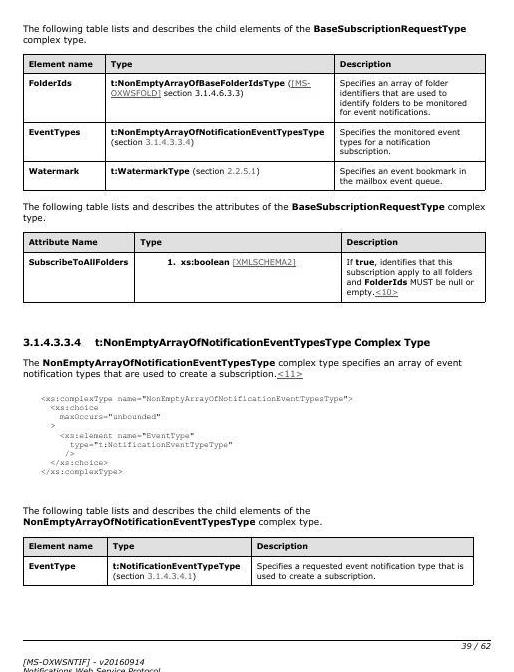 The following table lists and describes the child elements of the BaseSubscriptionRequestType
complex type.
Element name Type Description
FolderIds t:NonEmptyArrayOfBaseFolderIdsType ([MS- Specifies an array of folder
OXWSFOLD] section 3.1.4.6.3.3) identifiers that are used to
identify folders to be monitored
for event notifications.
EventTypes t:NonEmptyArrayOfNotificationEventTypesType Specifies the monitored event
(section 3.1.4.3.3.4) types for a notification
subscription.
Watermark t:WatermarkType (section 2.2.5.1) Specifies an event bookmark in
the mailbox event queue.
The following table lists and describes the attributes of the BaseSubscriptionRequestType complex
type.
Attribute Name Type Description
SubscribeToAllFolders 1. xs:boolean [XMLSCHEMA2] If true, identifies that this
subscription apply to all folders
and FolderIds MUST be null or
empty.<10>
3.1.4.3.3.4 t:NonEmptyArrayOfNotificationEventTypesType Complex Type
The NonEmptyArrayOfNotificationEventTypesType complex type specifies an array of event
notification types that are used to create a subscription.<11>
<xs:complexType name="NonEmptyArrayOfNotificationEventTypesType">
<xs:choice
maxOccurs="unbounded"
>
<xs:element name="EventType"
type="t:NotificationEventTypeType"
/>
</xs:choice>
</xs:complexType>
The following table lists and describes the child elements of the
NonEmptyArrayOfNotificationEventTypesType complex type.
Element name Type Description
EventType t:NotificationEventTypeType Specifies a requested event notification type that is
(section 3.1.4.3.4.1) used to create a subscription.
39 / 62
[MS-OXWSNTIF] - v20160914
Notifications Web Service Protocol